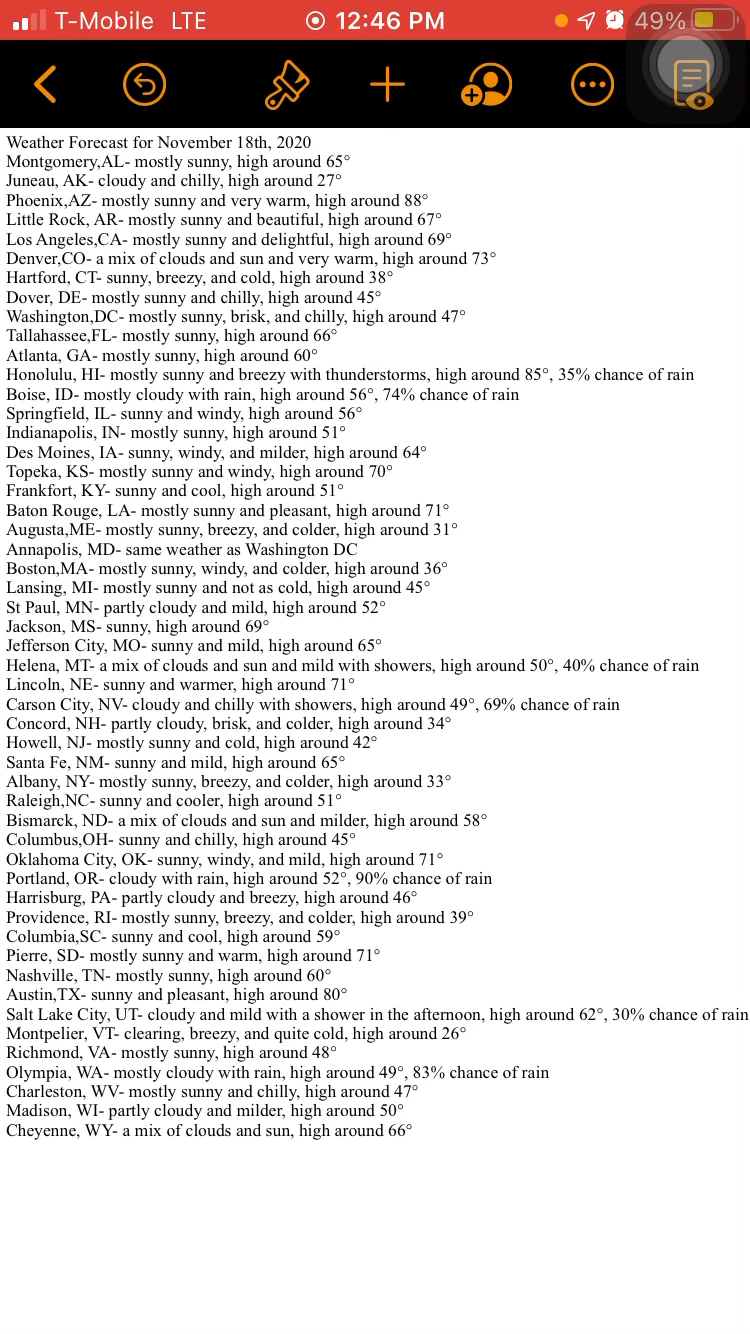 T-Mobile LTE 12:46 PM 49%
Weather Forecast for November 18th, 2020
Montgomery,AL- mostly sunny, high around 65°
Juneau, AK- cloudy and chilly, high around 27°
Phoenix,AZ- mostly sunny and very warm, high around 88°
Little Rock, AR- mostly sunny and beautiful, high around 67°
Los Angeles,CA- mostly sunny and delightful, high around 69°
Denver,CO- a mix of clouds and sun and very warm, high around 73°
Hartford, CT- sunny, breezy, and cold, high around 38°
Dover, DE- mostly sunny and chilly, high around 45°
Washington,DC- mostly sunny, brisk, and chilly, high around 47°
Tallahassee,FL- mostly sunny, high around 66°
Atlanta, GA- mostly sunny, high around 60°
Honolulu, HI- mostly sunny and breezy with thunderstorms, high around 85°, 35% chance of rain
Boise, ID- mostly cloudy with rain, high around 56°, 74% chance of rain
Springfield, IL- sunny and windy, high around 56°
Indianapolis, IN- mostly sunny, high around 51°
Des Moines, IA- sunny, windy, and milder, high around 64°
Topeka, KS- mostly sunny and windy, high around 70°
Frankfort, KY- sunny and cool, high around 51°
Baton Rouge, LA- mostly sunny and pleasant, high around 71°
Augusta,ME- mostly sunny, breezy, and colder, high around 31°
Annapolis, MD- same weather as Washington DC
Boston,MA- mostly sunny, windy, and colder, high around 36°
Lansing, MI- mostly sunny and not as cold, high around 45°
St Paul, MN- partly cloudy and mild, high around 52°
Jackson, MS- sunny, high around 69°
Jefferson City, MO- sunny and mild, high around 65°
Helena, MT- a mix of clouds and sun and mild with showers, high around 50°, 40% chance of rain
Lincoln, NE- sunny and warmer, high around 71°
Carson City, NV- cloudy and chilly with showers, high around 49°, 69% chance of rain
Concord, NH- partly cloudy, brisk, and colder, high around 34°
Howell, NJ- mostly sunny and cold, high around 42°
Santa Fe, NM- sunny and mild, high around 65°
Albany, NY- mostly sunny, breezy, and colder, high around 33°
Raleigh,NC- sunny and cooler, high around 51°
Bismarck, ND- a mix of clouds and sun and milder, high around 58°
Columbus,OH- sunny and chilly, high around 45°
Oklahoma City, OK- sunny, windy, and mild, high around 71°
Portland, OR- cloudy with rain, high around 52°, 90% chance of rain
Harrisburg, PA- partly cloudy and breezy, high around 46°
Providence, RI- mostly sunny, breezy, and colder, high around 39°
Columbia,SC- sunny and cool, high around 59°
Pierre, SD- mostly sunny and warm, high around 71°
Nashville, TN- mostly sunny, high around 60°
Austin,TX- sunny and pleasant, high around 80°
Salt Lake City, UT- cloudy and mild with a shower in the afternoon, high around 62°, 30% chance of rain
Montpelier, VT- clearing, breezy, and quite cold, high around 26°
Richmond, VA- mostly sunny, high around 48°
Olympia, WA- mostly cloudy with rain, high around 49°, 83% chance of rain
Charleston, WV- mostly sunny and chilly, high around 47°
Madison, WI- partly cloudy and milder, high around 50°
Cheyenne, WY- a mix of clouds and sun, high around 66°